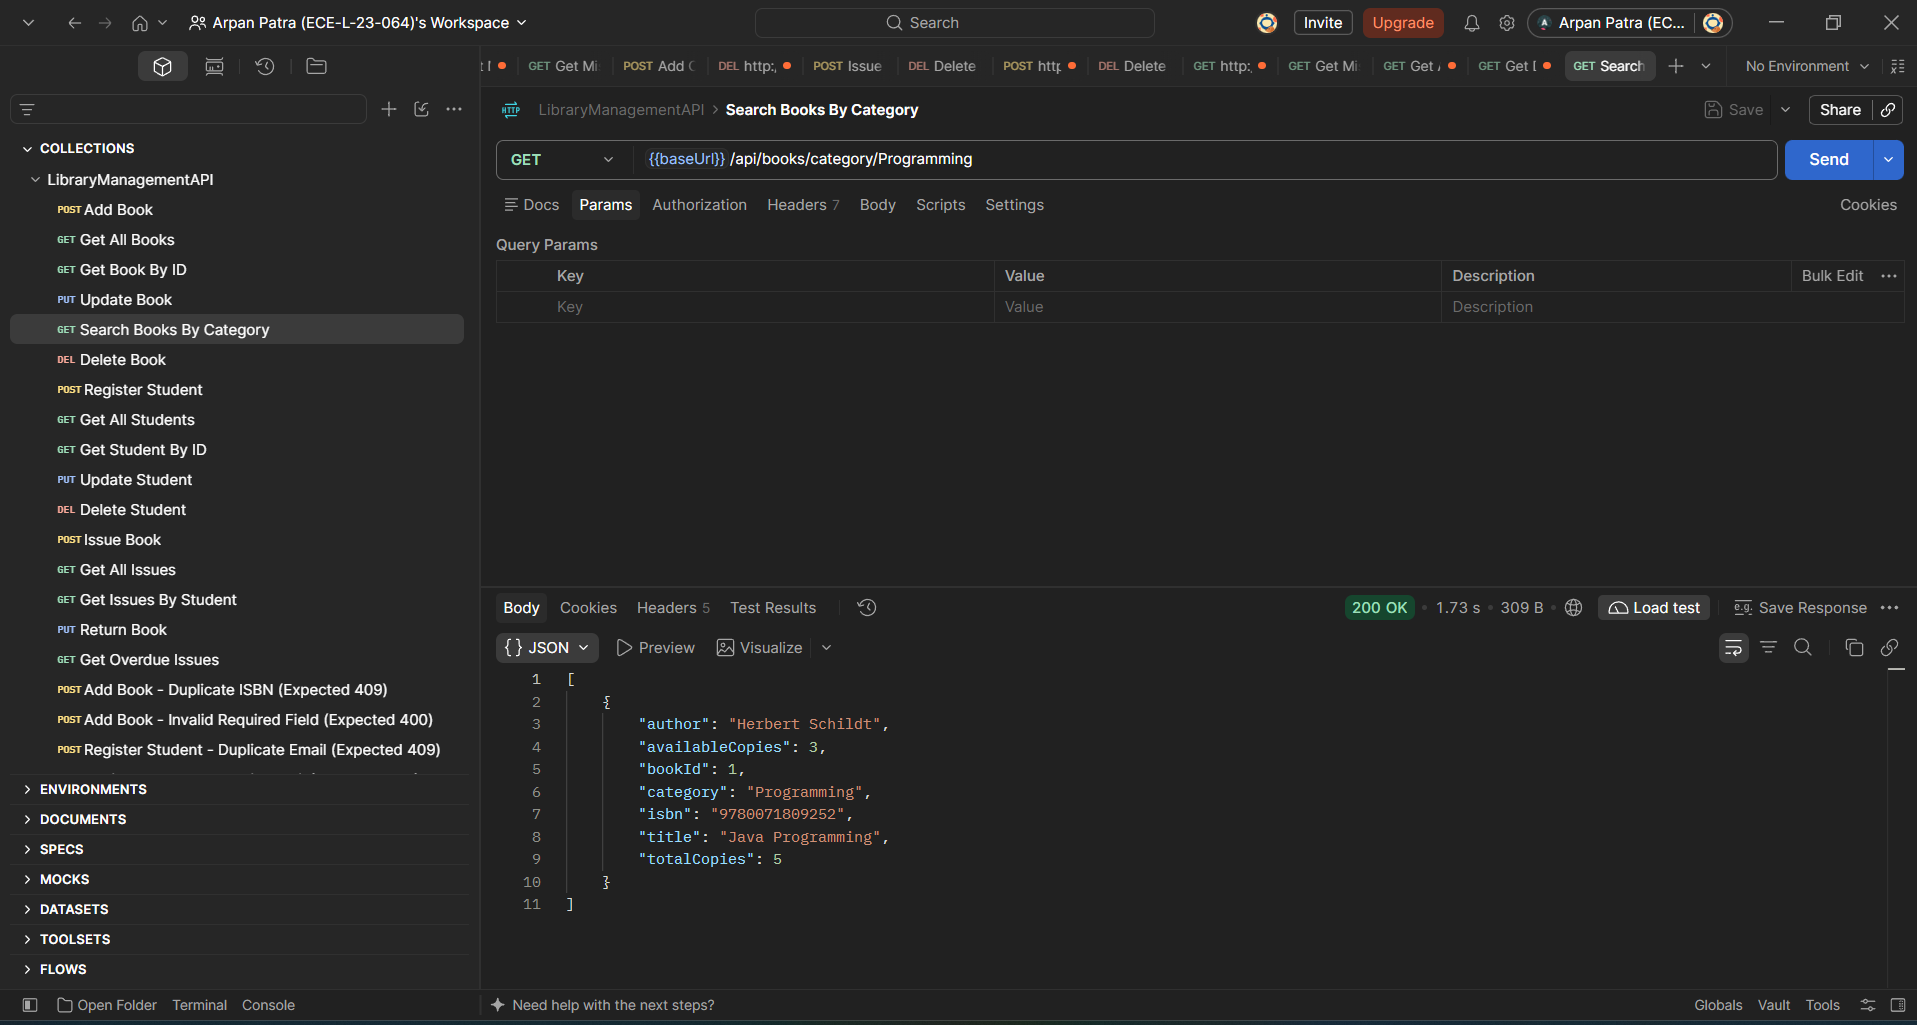 Arpan Patra (ECE-L-23-064)'s Workspace
Search
Invite
Upgrade
Arpan Patra (EC...
GET Get Mi
POST Add
DEL http:,
POST Issue
DEL Delete
POST http
DEL Delete
GET http:,
GET Get Mi
GET Get
GET Get
GET Search
No Environment
HTTP LibraryManagementAPI > Search Books By Category
Save
Share
COLLECTIONS
LibraryManagementAPI
POST Add Book
GET Get All Books
GET Get Book By ID
PUT Update Book
GET Search Books By Category
DEL Delete Book
POST Register Student
GET Get All Students
GET Get Student By ID
PUT Update Student
DEL Delete Student
POST Issue Book
GET Get All Issues
GET Get Issues By Student
PUT Return Book
GET Get Overdue Issues
POST Add Book - Duplicate ISBN (Expected 409)
POST Add Book - Invalid Required Field (Expected 400)
POST Register Student - Duplicate Email (Expected 409)
ENVIRONMENTS
DOCUMENTS
SPECS
MOCKS
DATASETS
TOOLSETS
FLOWS
GET
{{baseUrl}} /api/books/category/Programming
Send
Docs Params Authorization Headers 7 Body Scripts Settings
Cookies
Query Params
Key Value Description Bulk Edit
Key Value Description
Body Cookies Headers 5 Test Results
200 OK • 1.73 s • 309 B
Load test
e.g. Save Response
{} JSON Preview Visualize
1 [
2 {
3 "author": "Herbert Schildt",
4 "availableCopies": 3,
5 "bookId": 1,
6 "category": "Programming",
7 "isbn": "9780071809252",
8 "title": "Java Programming",
9 "totalCopies": 5
10 }
11 ]
Open Folder Terminal Console
Need help with the next steps?
Globals Vault Tools